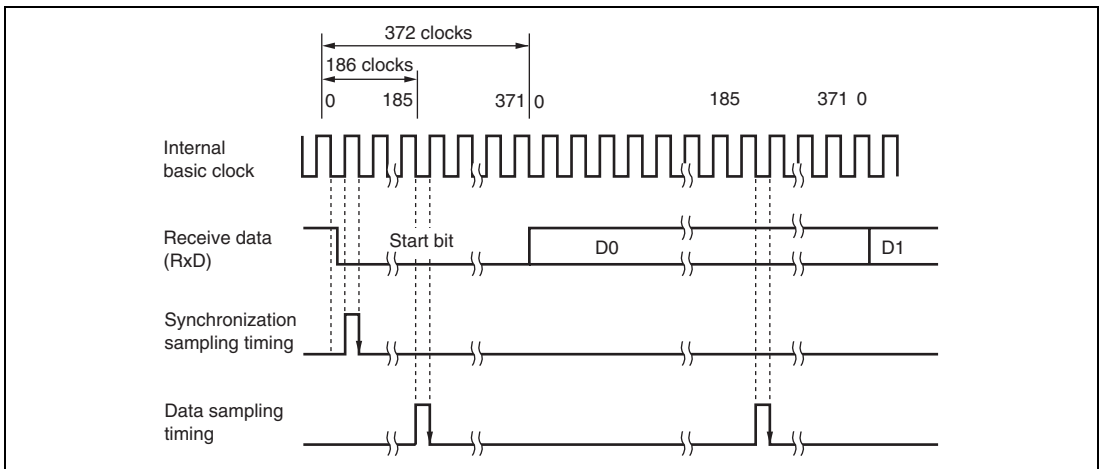 372 clocks
186 clocks
0 185 371 0 185 371 0
Internal
basic clock
Receive data
(RxD)
Start bit D0 D1
Synchronization
sampling timing
Data sampling
timing